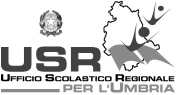 USR
UFFICIO SCOLASTICO REGIONALE
PER L'UMBRIA